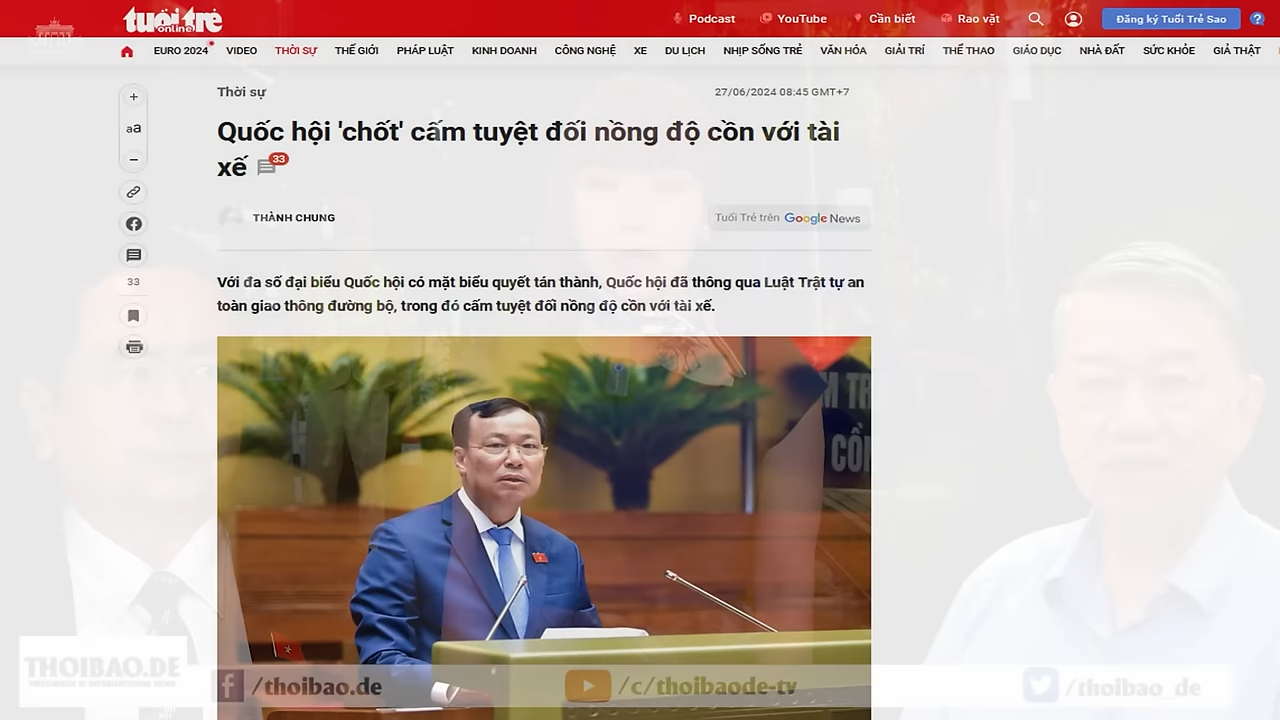 tuổi trẻ
online
Podcast
YouTube
Cần biết
Rao vặt
Đăng ký Tuổi Trẻ Sao
?
EURO 2024
VIDEO
THỜI SỰ
THẾ GIỚI
PHÁP LUẬT
KINH DOANH
CÔNG NGHỆ
XE
DU LỊCH
NHỊP SỐNG TRẺ
VĂN HÓA
GIẢI TRÍ
THỂ THAO
GIÁO DỤC
NHÀ ĐẤT
SỨC KHỎE
GIẢ THẬT
+
aA
−
33
Thời sự
27/06/2024 08:45 GMT+7
Quốc hội 'chốt' cấm tuyệt đối nồng độ cồn với tài
xế 33
THÀNH CHUNG
Tuổi Trẻ trên Google News
Với đa số đại biểu Quốc hội có mặt biểu quyết tán thành, Quốc hội đã thông qua Luật Trật tự an
toàn giao thông đường bộ, trong đó cấm tuyệt đối nồng độ cồn với tài xế.
CỒN
THOIBAO.DE
/thoibao.de
/c/thoibaode-tv
/thoibao_de